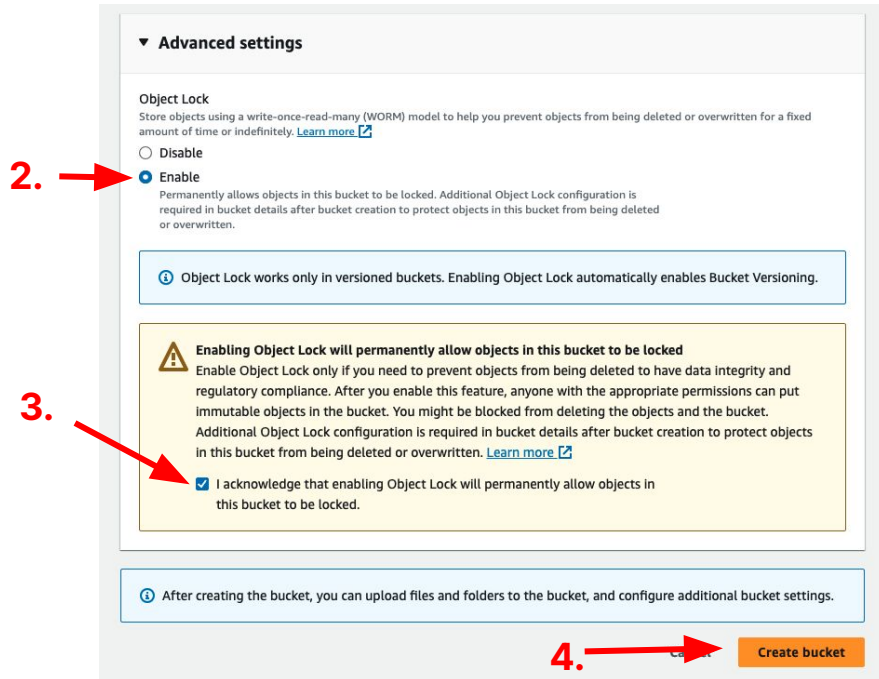 Advanced settings
Object Lock
Store objects using a write-once-read-many (WORM) model to help you prevent objects from being deleted or overwritten for a fixed
amount of time or indefinitely. Learn more
Disable
2.
Enable
Permanently allows objects in this bucket to be locked. Additional Object Lock configuration is
required in bucket details after bucket creation to protect objects in this bucket from being deleted
or overwritten.
Object Lock works only in versioned buckets. Enabling Object Lock automatically enables Bucket Versioning.
Enabling Object Lock will permanently allow objects in this bucket to be locked
Enable Object Lock only if you need to prevent objects from being deleted to have data integrity and
regulatory compliance. After you enable this feature, anyone with the appropriate permissions can put
immutable objects in the bucket. You might be blocked from deleting the objects and the bucket.
Additional Object Lock configuration is required in bucket details after bucket creation to protect objects
in this bucket from being deleted or overwritten. Learn more
3.
I acknowledge that enabling Object Lock will permanently allow objects in
this bucket to be locked.
After creating the bucket, you can upload files and folders to the bucket, and configure additional bucket settings.
4.
Create bucket